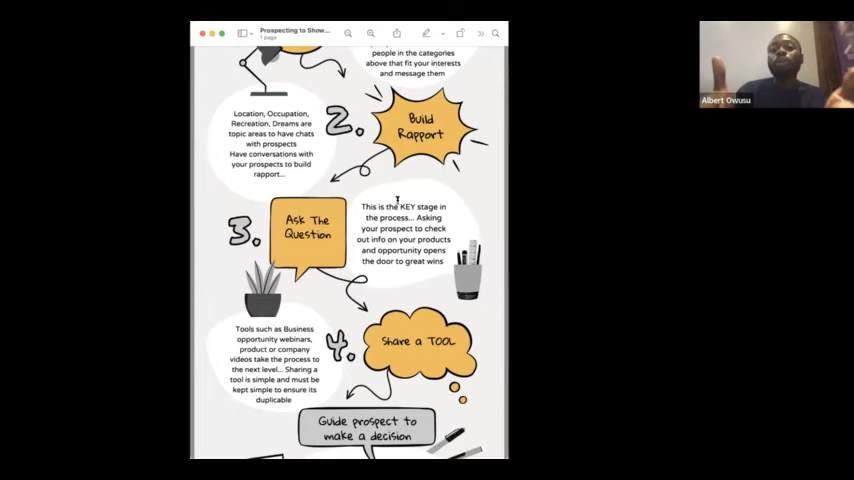 Prospecting to Show...
1 page
people in the categories
above that fit your interests
and message them
Location, Occupation,
Recreation, Dreams are
topic areas to have chats
with prospects
Have conversations with
your prospects to build
rapport...
2.
Build
Rapport
3.
Ask The
Question
This is the KEY stage in
the process... Asking
your prospect to check
out info on your products
and opportunity opens
the door to great wins
Tools such as Business
opportunity webinars,
product or company
videos take the process to
the next level... Sharing a
tool is simple and must be
kept simple to ensure its
duplicable
4.
Share a TOOL
Guide prospect to
make a decision
Albert Owusu